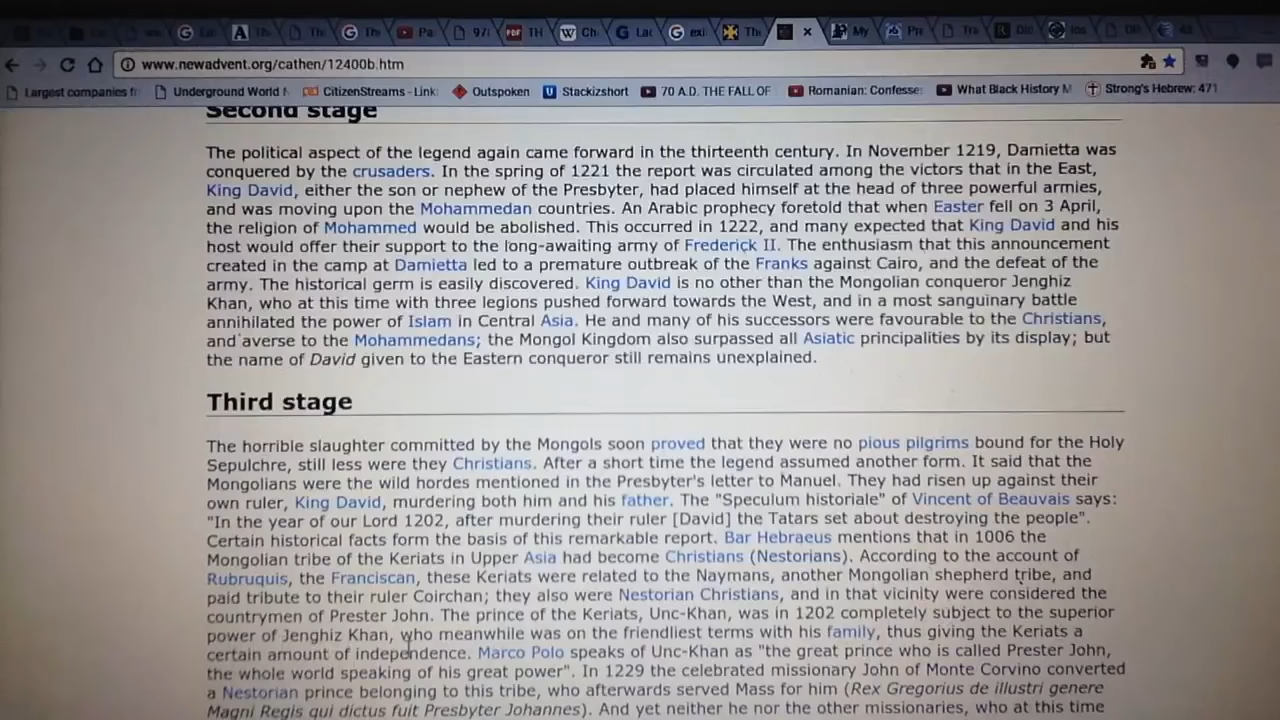 www.newadvent.org/cathen/12400b.htm
Largest companies Underground World CitizenStreams - Link Outspoken Stackizshort 70 A.D. THE FALL OF Romanian: Confesse What Black History M Strong's Hebrew: 471
Second stage
The political aspect of the legend again came forward in the thirteenth century. In November 1219, Damietta was
conquered by the crusaders. In the spring of 1221 the report was circulated among the victors that in the East,
King David, either the son or nephew of the Presbyter, had placed himself at the head of three powerful armies,
and was moving upon the Mohammedan countries. An Arabic prophecy foretold that when Easter fell on 3 April,
the religion of Mohammed would be abolished. This occurred in 1222, and many expected that King David and his
host would offer their support to the long-awaiting army of Frederick II. The enthusiasm that this announcement
created in the camp at Damietta led to a premature outbreak of the Franks against Cairo, and the defeat of the
army. The historical germ is easily discovered. King David is no other than the Mongolian conqueror Jenghiz
Khan, who at this time with three legions pushed forward towards the West, and in a most sanguinary battle
annihilated the power of Islam in Central Asia. He and many of his successors were favourable to the Christians,
and averse to the Mohammedans; the Mongol Kingdom also surpassed all Asiatic principalities by its display; but
the name of David given to the Eastern conqueror still remains unexplained.
Third stage
The horrible slaughter committed by the Mongols soon proved that they were no pious pilgrims bound for the Holy
Sepulchre, still less were they Christians. After a short time the legend assumed another form. It said that the
Mongolians were the wild hordes mentioned in the Presbyter's letter to Manuel. They had risen up against their
own ruler, King David, murdering both him and his father. The "Speculum historiale" of Vincent of Beauvais says:
"In the year of our Lord 1202, after murdering their ruler [David] the Tatars set about destroying the people".
Certain historical facts form the basis of this remarkable report. Bar Hebraeus mentions that in 1006 the
Mongolian tribe of the Keriats in Upper Asia had become Christians (Nestorians). According to the account of
Rubruquis, the Franciscan, these Keriats were related to the Naymans, another Mongolian shepherd tribe, and
paid tribute to their ruler Coirchan; they also were Nestorian Christians, and in that vicinity were considered the
countrymen of Prester John. The prince of the Keriats, Unc-Khan, was in 1202 completely subject to the superior
power of Jenghiz Khan, who meanwhile was on the friendliest terms with his family, thus giving the Keriats a
certain amount of independence. Marco Polo speaks of Unc-Khan as "the great prince who is called Prester John,
the whole world speaking of his great power". In 1229 the celebrated missionary John of Monte Corvino converted
a Nestorian prince belonging to this tribe, who afterwards served Mass for him (Rex Gregorius de illustri genere
Magni Regis qui dictus fuit Presbyter Johannes). And yet neither he nor the other missionaries, who at this time